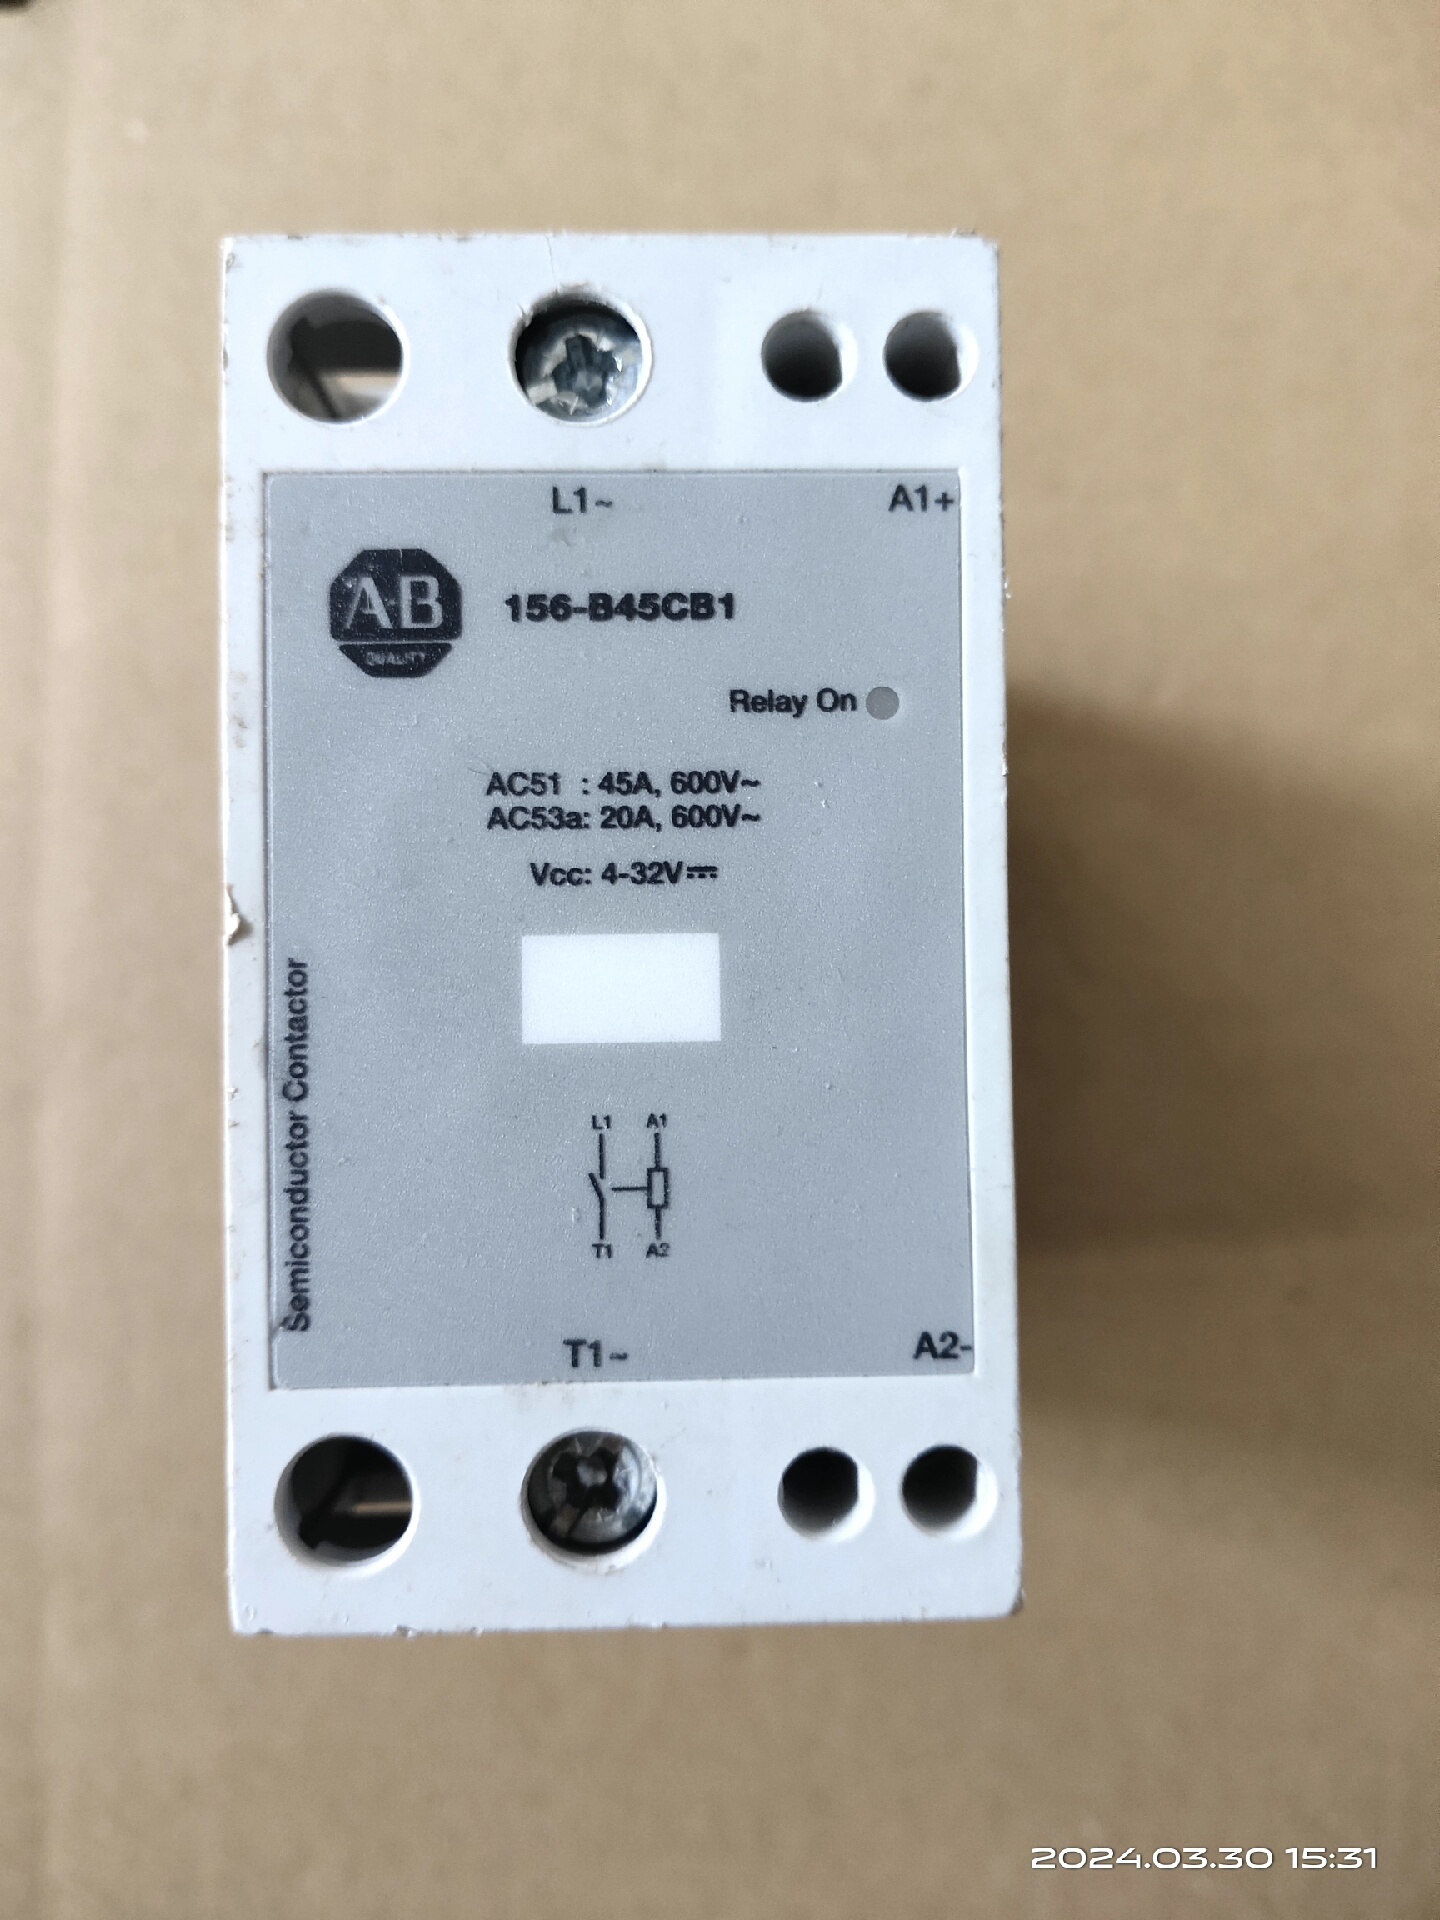 L1~ A1+
AB
QUALITY
156-B45CB1
Relay On
AC51 : 45A, 600V~
AC53a: 20A, 600V~
Vcc: 4-32V⎓
Semiconductor Contactor
L1 A1
T1 A2
T1~ A2-
2024.03.30 15:31